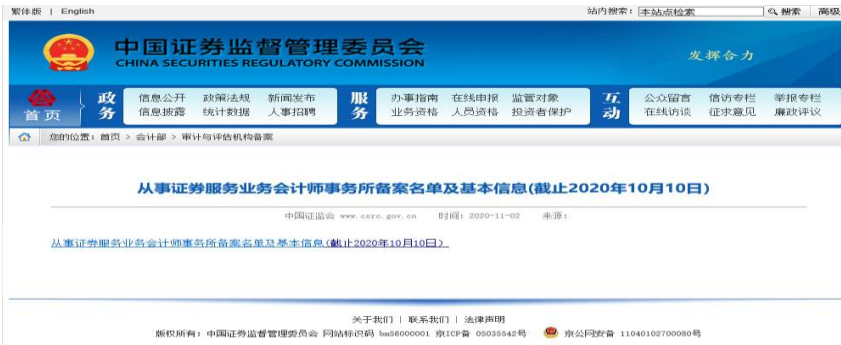 繁体版 | English 站内搜索: 本站点检索 搜索 高级
中国证券监督管理委员会
CHINA SECURITIES REGULATORY COMMISSION
发挥合力
首页
政务
信息公开 政策法规 新闻发布
信息披露 统计数据 人事招聘
服务
办事指南 在线申报 监管对象
业务资格 人员资格 投资者保护
互动
公众留言 信访专栏 举报专栏
在线访谈 征求意见 廉政评议
您的位置: 首页 > 会计部 > 审计与评估机构备案
从事证券服务业务会计师事务所备案名单及基本信息(截止2020年10月10日)
中国证监会 www.csrc.gov.cn 时间: 2020-11-02 来源:
从事证券服务业务会计师事务所备案名单及基本信息(截止2020年10月10日)
关于我们 | 联系我们 | 法律声明
版权所有: 中国证券监督管理委员会 网站标识码 bm56000001 京ICP备 05035542号 京公网安备 11040102700080号